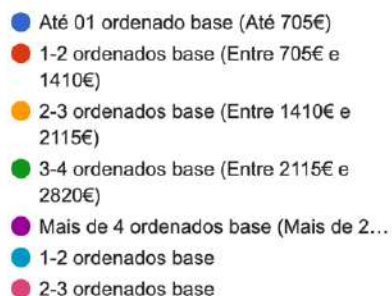 Até 01 ordenado base (Até 705€)
1-2 ordenados base (Entre 705€ e
1410€)
2-3 ordenados base (Entre 1410€ e
2115€)
3-4 ordenados base (Entre 2115€ e
2820€)
Mais de 4 ordenados base (Mais de 2…
1-2 ordenados base
2-3 ordenados base